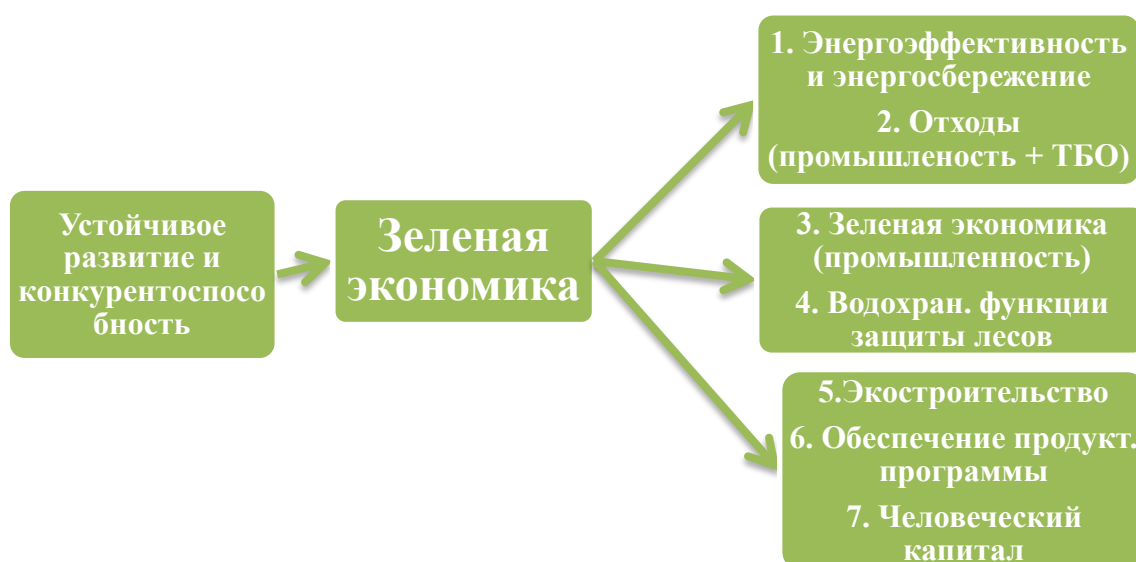 Устойчивое
развитие и
конкурентоспосо
бность
Зеленая
экономика
1. Энергоэффективность
и энергосбережение
2. Отходы
(промышленость + ТБО)
3. Зеленая экономика
(промышленность)
4. Водохран. функции
защиты лесов
5.Экостроительство
6. Обеспечение продукт.
программы
7. Человеческий
капитал